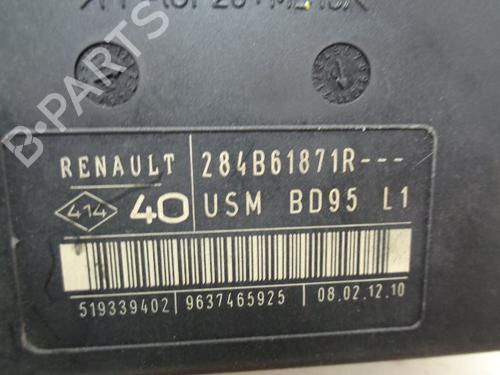 B-PARTS
RENAULT 284B61871R---
414 40 USM BD95 L1
519339402 9637465925 08.02.12.10